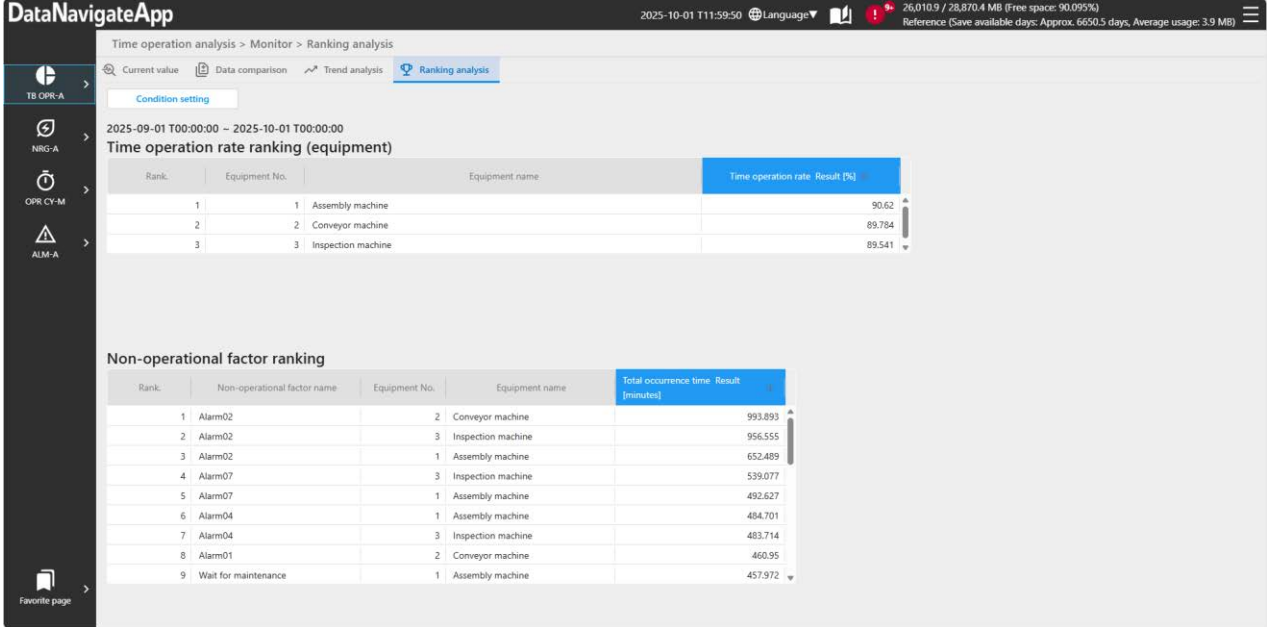 DataNavigateApp
2025-10-01 T11:59:50 Language▼ ! 9+ 26,010.9 / 28,870.4 MB (Free space: 90.095%)
Reference (Save available days: Approx. 6650.5 days, Average usage: 3.9 MB)
Time operation analysis > Monitor > Ranking analysis
Current value Data comparison Trend analysis Ranking analysis
TB OPR-A
NRG-A
OPR CY-M
ALM-A
Favorite page
Condition setting
2025-09-01 T00:00:00 ~ 2025-10-01 T00:00:00
Time operation rate ranking (equipment)
Rank. Equipment No. Equipment name Time operation rate Result [%]
1 1 Assembly machine 90.62
2 2 Conveyor machine 89.784
3 3 Inspection machine 89.541
Non-operational factor ranking
Rank. Non-operational factor name Equipment No. Equipment name Total occurrence time Result
[minutes]
1 Alarm02 2 Conveyor machine 993.893
2 Alarm02 3 Inspection machine 956.555
3 Alarm02 1 Assembly machine 652.489
4 Alarm07 3 Inspection machine 539.077
5 Alarm07 1 Assembly machine 492.627
6 Alarm04 1 Assembly machine 484.701
7 Alarm04 3 Inspection machine 483.714
8 Alarm01 2 Conveyor machine 460.95
9 Wait for maintenance 1 Assembly machine 457.972